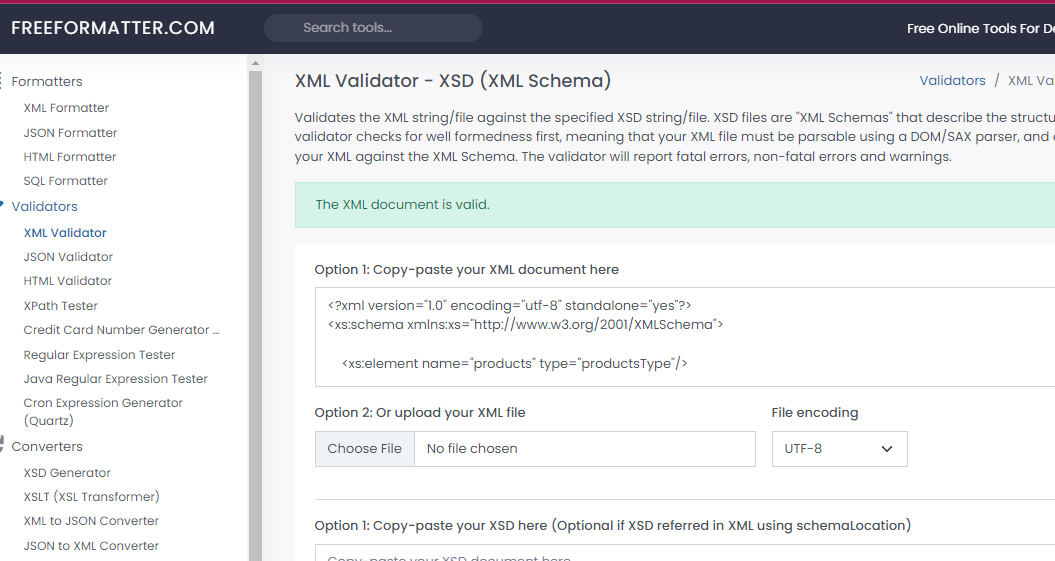 FREEFORMATTER.COM
Search tools...
Free Online Tools For De
Formatters
XML Formatter
JSON Formatter
HTML Formatter
SQL Formatter
Validators
XML Validator
JSON Validator
HTML Validator
XPath Tester
Credit Card Number Generator ...
Regular Expression Tester
Java Regular Expression Tester
Cron Expression Generator
(Quartz)
Converters
XSD Generator
XSLT (XSL Transformer)
XML to JSON Converter
JSON to XML Converter
XML Validator - XSD (XML Schema)
Validators / XML Va
Validates the XML string/file against the specified XSD string/file. XSD files are "XML Schemas" that describe the structu
validator checks for well formedness first, meaning that your XML file must be parsable using a DOM/SAX parser, and
your XML against the XML Schema. The validator will report fatal errors, non-fatal errors and warnings.
The XML document is valid.
Option 1: Copy-paste your XML document here
<?xml version="1.0" encoding="utf-8" standalone="yes"?>
<xs:schema xmlns:xs="http://www.w3.org/2001/XMLSchema">
<xs:element name="products" type="productsType"/>
Option 2: Or upload your XML file
File encoding
Choose File No file chosen
UTF-8
Option 1: Copy-paste your XSD here (Optional if XSD referred in XML using schemaLocation)
Copy-paste your XSD document here